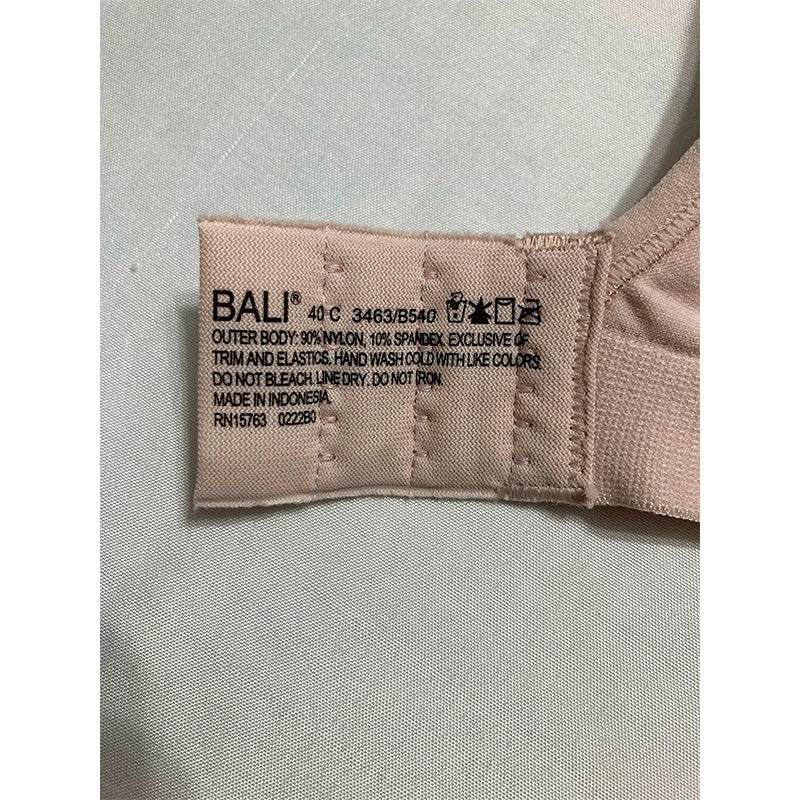 BALI® 40 C 3463/B540
OUTER BODY: 90% NYLON, 10% SPANDEX, EXCLUSIVE OF
TRIM AND ELASTICS. HAND WASH COLD WITH LIKE COLORS.
DO NOT BLEACH. LINE DRY. DO NOT IRON.
MADE IN INDONESIA.
RN15763 0222B0